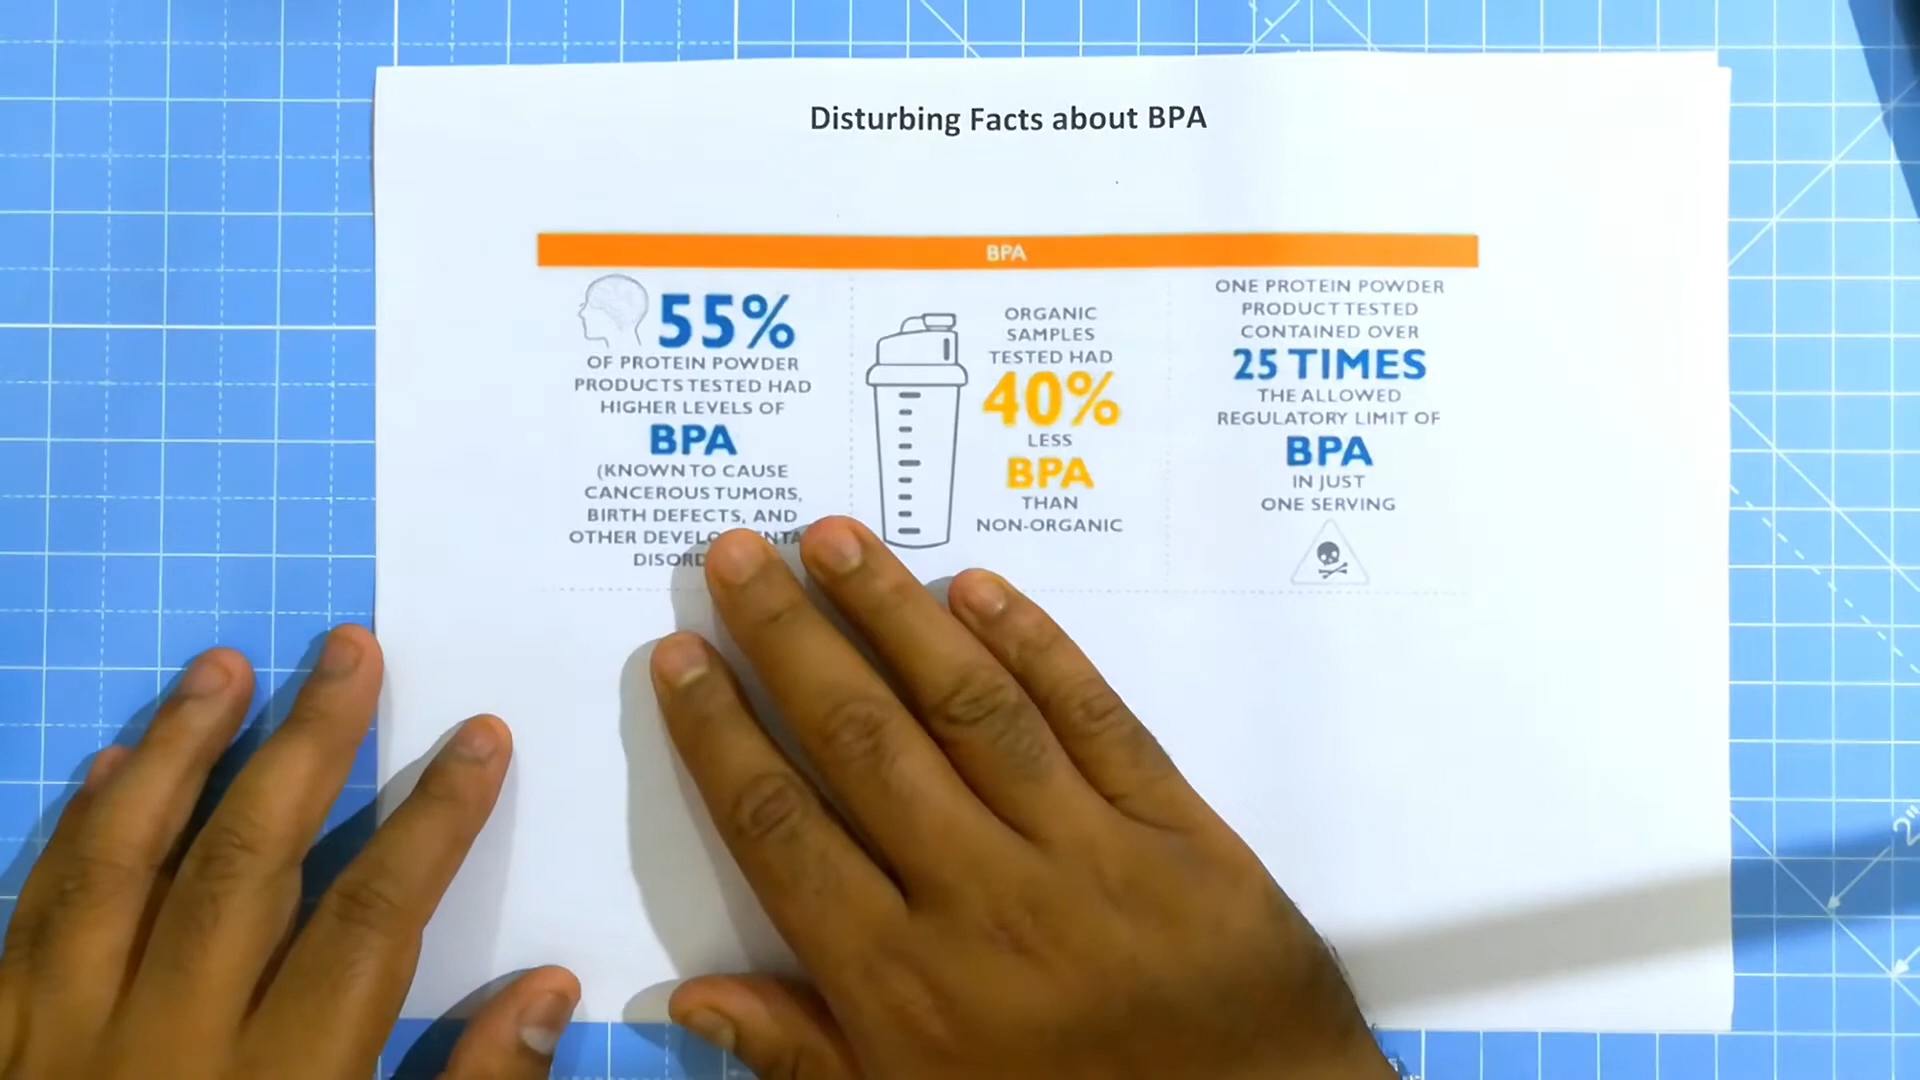 Disturbing Facts about BPA
BPA
55%
OF PROTEIN POWDER
PRODUCTS TESTED HAD
HIGHER LEVELS OF
BPA
(KNOWN TO CAUSE
CANCEROUS TUMORS,
BIRTH DEFECTS, AND
OTHER
ORGANIC
SAMPLES
TESTED HAD
40%
LESS
BPA
THAN
NON-ORGANIC
ONE PROTEIN POWDER
PRODUCT TESTED
CONTAINED OVER
25 TIMES
THE ALLOWED
REGULATORY LIMIT OF
BPA
IN JUST
ONE SERVING
2"